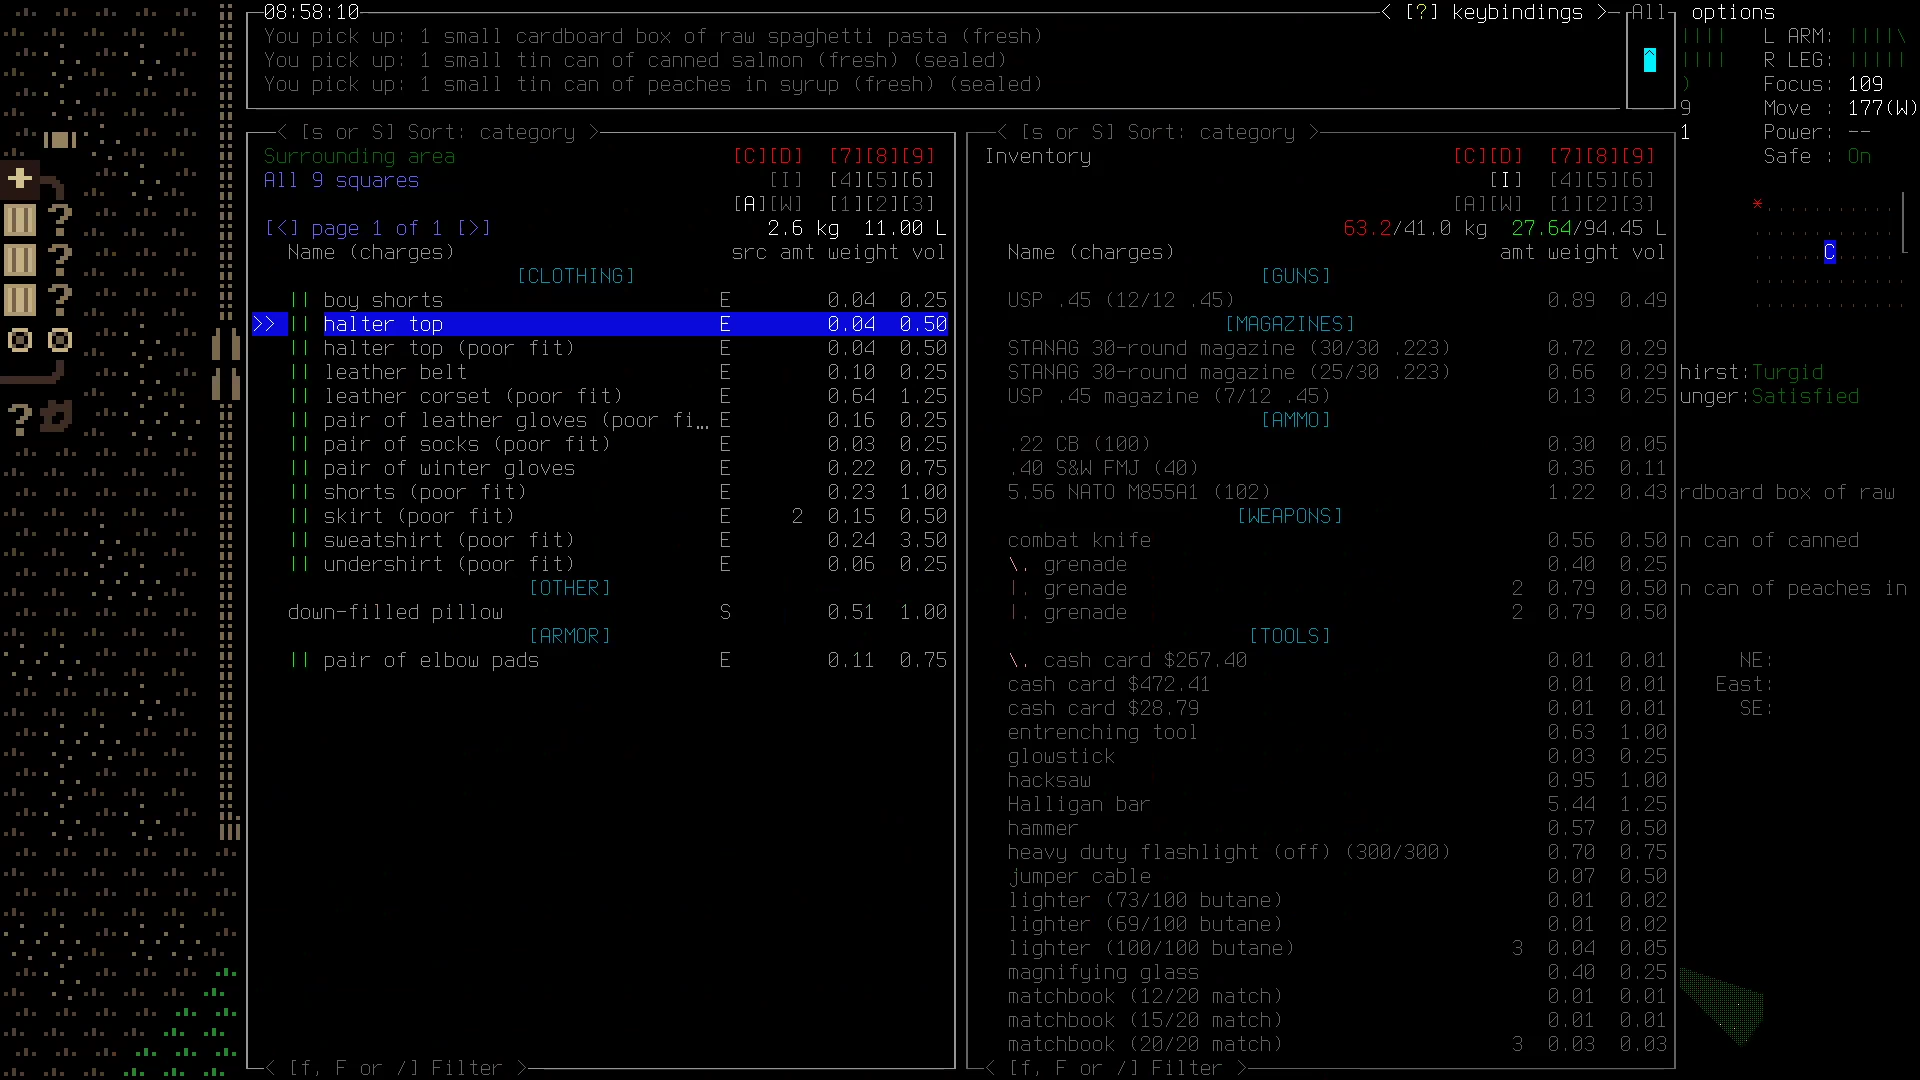 08:58:10 < [?] keybindings > All options
You pick up: 1 small cardboard box of raw spaghetti pasta (fresh)
You pick up: 1 small tin can of canned salmon (fresh) (sealed)
You pick up: 1 small tin can of peaches in syrup (fresh) (sealed)
L ARM: ||||\
R LEG: |||||
) Focus: 109
9 Move : 177(W)
1 Power: --
Safe : On
< [s or S] Sort: category >
Surrounding area [C][D] [7][8][9]
All 9 squares [I] [4][5][6]
[A][W] [1][2][3]
[<] page 1 of 1 [>] 2.6 kg 11.00 L
Name (charges) src amt weight vol
[CLOTHING]
|| boy shorts E 0.04 0.25
>> || halter top E 0.04 0.50
|| halter top (poor fit) E 0.04 0.50
|| leather belt E 0.10 0.25
|| leather corset (poor fit) E 0.64 1.25
|| pair of leather gloves (poor fi… E 0.16 0.25
|| pair of socks (poor fit) E 0.03 0.25
|| pair of winter gloves E 0.22 0.75
|| shorts (poor fit) E 0.23 1.00
|| skirt (poor fit) E 2 0.15 0.50
|| sweatshirt (poor fit) E 0.24 3.50
|| undershirt (poor fit) E 0.06 0.25
[OTHER]
down-filled pillow S 0.51 1.00
[ARMOR]
|| pair of elbow pads E 0.11 0.75
< [f, F or /] Filter >
< [s or S] Sort: category >
Inventory [C][D] [7][8][9]
[I] [4][5][6]
[A][W] [1][2][3]
63.2/41.0 kg 27.64/94.45 L
Name (charges) amt weight vol
[GUNS]
USP .45 (12/12 .45) 0.89 0.49
[MAGAZINES]
STANAG 30-round magazine (30/30 .223) 0.72 0.29
STANAG 30-round magazine (25/30 .223) 0.66 0.29
USP .45 magazine (7/12 .45) 0.13 0.25
[AMMO]
.22 CB (100) 0.30 0.05
.40 S&W FMJ (40) 0.36 0.11
5.56 NATO M855A1 (102) 1.22 0.43
[WEAPONS]
combat knife 0.56 0.50
\. grenade 0.40 0.25
|. grenade 2 0.79 0.50
|. grenade 2 0.79 0.50
[TOOLS]
\. cash card $267.40 0.01 0.01
cash card $472.41 0.01 0.01
cash card $28.79 0.01 0.01
entrenching tool 0.63 1.00
glowstick 0.03 0.25
hacksaw 0.95 1.00
Halligan bar 5.44 1.25
hammer 0.57 0.50
heavy duty flashlight (off) (300/300) 0.70 0.75
jumper cable 0.07 0.50
lighter (73/100 butane) 0.01 0.02
lighter (69/100 butane) 0.01 0.02
lighter (100/100 butane) 3 0.04 0.05
magnifying glass 0.40 0.25
matchbook (12/20 match) 0.01 0.01
matchbook (15/20 match) 0.01 0.01
matchbook (20/20 match) 3 0.03 0.03
< [f, F or /] Filter >
C
hirst:Turgid
unger:Satisfied
rdboard box of raw
n can of canned
n can of peaches in
NE:
East:
SE: